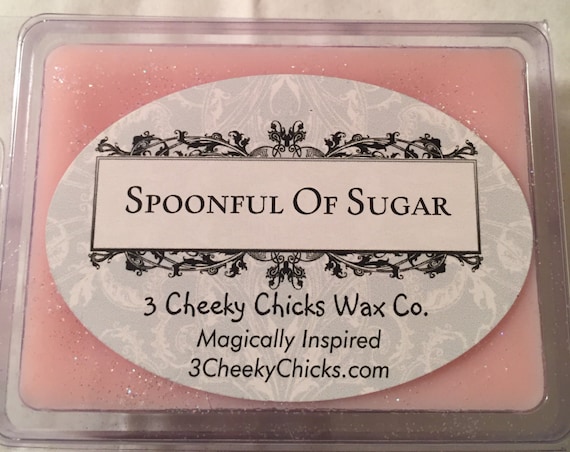 Spoonful Of Sugar
3 Cheeky Chicks Wax Co.
Magically Inspired
3CheekyChicks.com